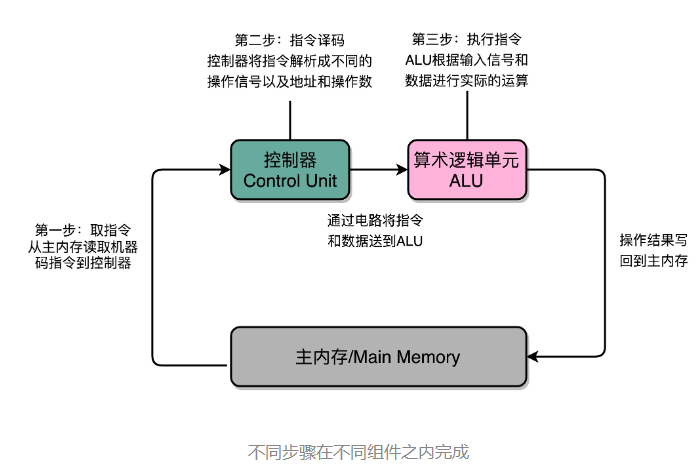 第二步：指令译码
控制器将指令解析成不同的
操作信号以及地址和操作数
第三步：执行指令
ALU根据输入信号和
数据进行实际的运算
控制器
Control Unit
算术逻辑单元
ALU
第一步：取指令
从主内存读取机器
码指令到控制器
通过电路将指令
和数据送到ALU
操作结果写
回到主内存
主内存/Main Memory
不同步骤在不同组件之内完成